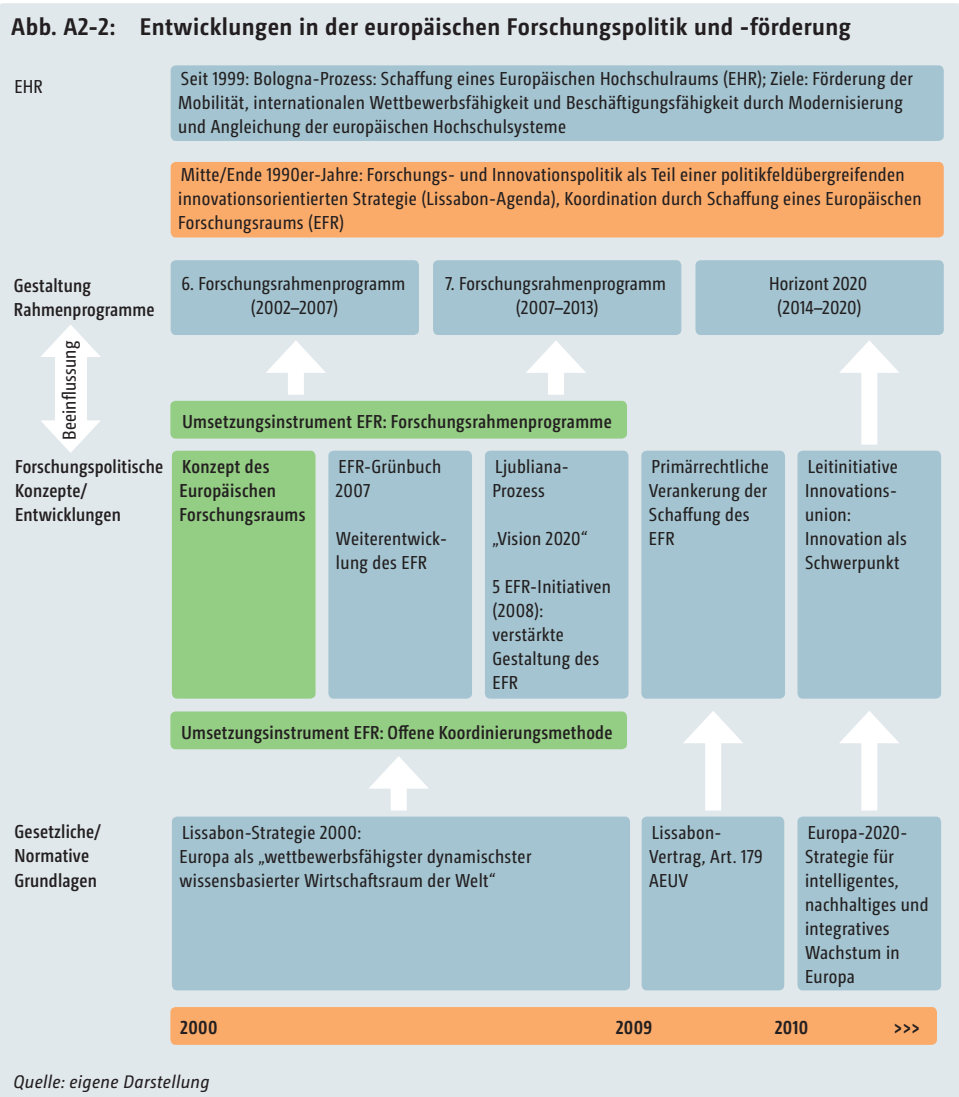 Abb. A2-2: Entwicklungen in der europäischen Forschungspolitik und -förderung
EHR
Seit 1999: Bologna-Prozess: Schaffung eines Europäischen Hochschulraums (EHR); Ziele: Förderung der
Mobilität, internationalen Wettbewerbsfähigkeit und Beschäftigungsfähigkeit durch Modernisierung
und Angleichung der europäischen Hochschulsysteme
Mitte/Ende 1990er-Jahre: Forschungs- und Innovationspolitik als Teil einer politikfeldübergreifenden
innovationsorientierten Strategie (Lissabon-Agenda), Koordination durch Schaffung eines Europäischen
Forschungsraums (EFR)
Gestaltung
Rahmenprogramme
6. Forschungsrahmenprogramm
(2002–2007)
7. Forschungsrahmenprogramm
(2007–2013)
Horizont 2020
(2014–2020)
Beeinflussung
Umsetzungsinstrument EFR: Forschungsrahmenprogramme
Forschungspolitische
Konzepte/
Entwicklungen
Konzept des
Europäischen
Forschungsraums
EFR-Grünbuch
2007
Weiterentwick-
lung des EFR
Ljubliana-
Prozess
„Vision 2020“
5 EFR-Initiativen
(2008):
verstärkte
Gestaltung des
EFR
Primärrechtliche
Verankerung der
Schaffung des
EFR
Leitinitiative
Innovations-
union:
Innovation als
Schwerpunkt
Umsetzungsinstrument EFR: Offene Koordinierungsmethode
Gesetzliche/
Normative
Grundlagen
Lissabon-Strategie 2000:
Europa als „wettbewerbsfähigster dynamischster
wissensbasierter Wirtschaftsraum der Welt“
Lissabon-
Vertrag, Art. 179
AEUV
Europa-2020-
Strategie für
intelligentes,
nachhaltiges und
integratives
Wachstum in
Europa
2000 2009 2010 >>>
Quelle: eigene Darstellung